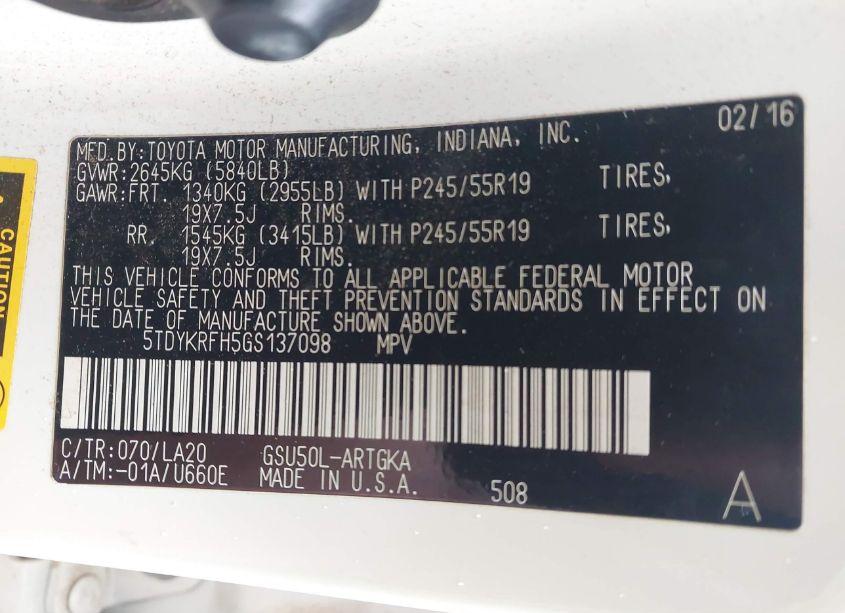 02/16
MFD.BY:TOYOTA MOTOR MANUFACTURING, INDIANA, INC.
GVWR:2645KG (5840LB)
GAWR:FRT. 1340KG (2955LB) WITH P245/55R19 TIRES,
19X7.5J RIMS.
RR. 1545KG (3415LB) WITH P245/55R19 TIRES,
19X7.5J RIMS.
THIS VEHICLE CONFORMS TO ALL APPLICABLE FEDERAL MOTOR
VEHICLE SAFETY AND THEFT PREVENTION STANDARDS IN EFFECT ON
THE DATE OF MANUFACTURE SHOWN ABOVE.
5TDYKRFH5GS137098 MPV
C/TR:070/LA20 GSU50L-ARTGKA
A/TM:-01A/U660E MADE IN U.S.A. 508 A
CAUTION